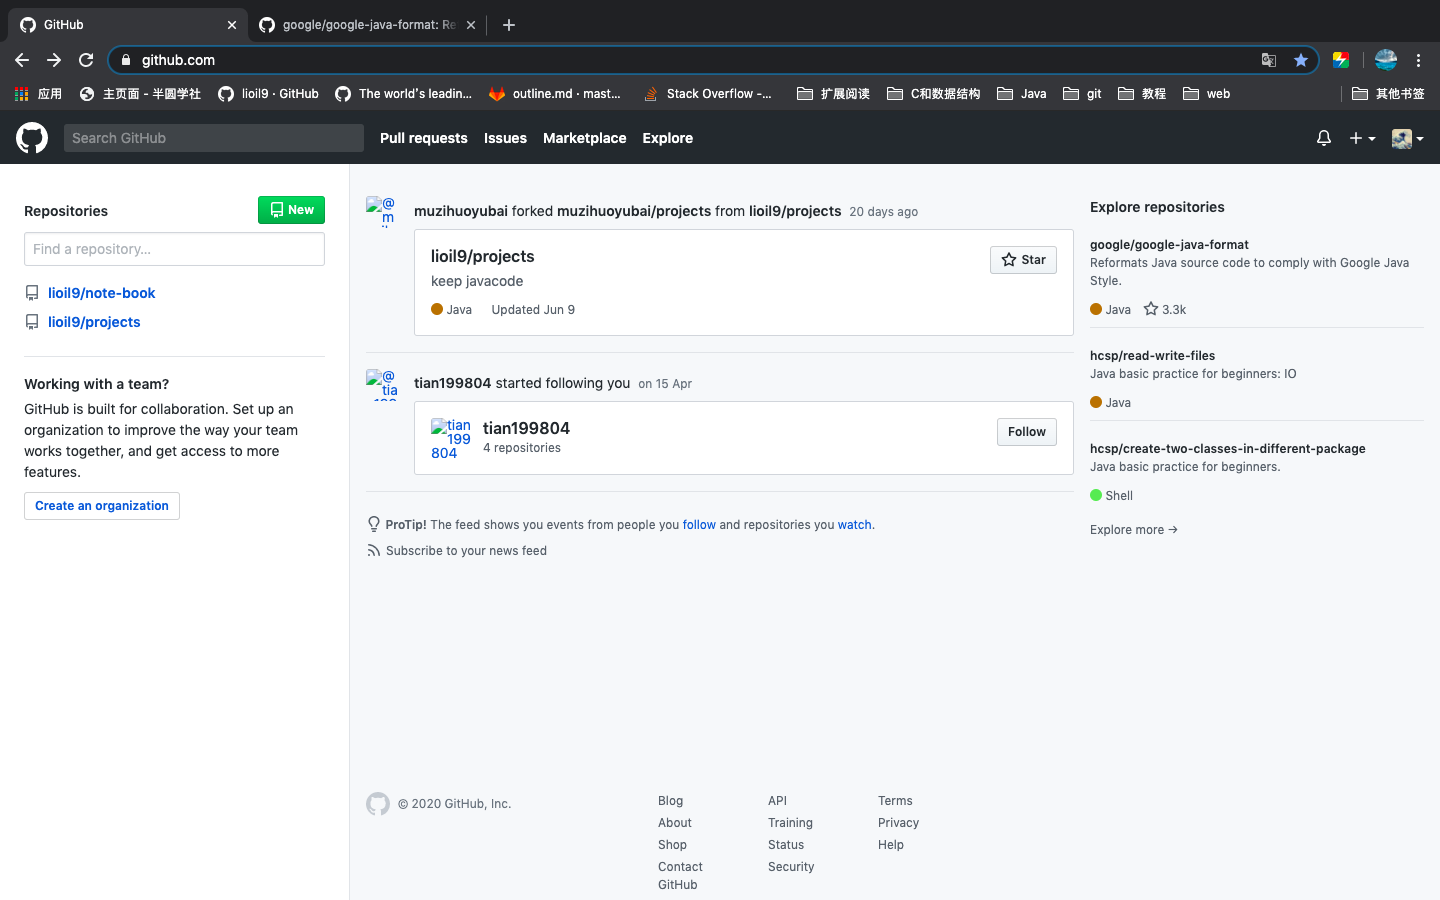 GitHub
google/google-java-format: Re
github.com
应用
主页面 - 半圆学社
lioil9 · GitHub
The world's leadin...
outline.md · mast...
Stack Overflow -...
扩展阅读
C和数据结构
Java
git
教程
web
其他书签
Search GitHub
Pull requests
Issues
Marketplace
Explore
Repositories
New
Find a repository...
lioil9/note-book
lioil9/projects
Working with a team?
GitHub is built for collaboration. Set up an
organization to improve the way your team
works together, and get access to more
features.
Create an organization
muzihuoyubai forked muzihuoyubai/projects from lioil9/projects 20 days ago
lioil9/projects
Star
keep javacode
Java Updated Jun 9
@
tia
tian199804 started following you on 15 Apr
tian
199
804
tian199804
4 repositories
Follow
ProTip! The feed shows you events from people you follow and repositories you watch.
Subscribe to your news feed
Explore repositories
google/google-java-format
Reformats Java source code to comply with Google Java
Style.
Java 3.3k
hcsp/read-write-files
Java basic practice for beginners: IO
Java
hcsp/create-two-classes-in-different-package
Java basic practice for beginners.
Shell
Explore more →
© 2020 GitHub, Inc.
Blog
About
Shop
Contact
GitHub
API
Training
Status
Security
Terms
Privacy
Help